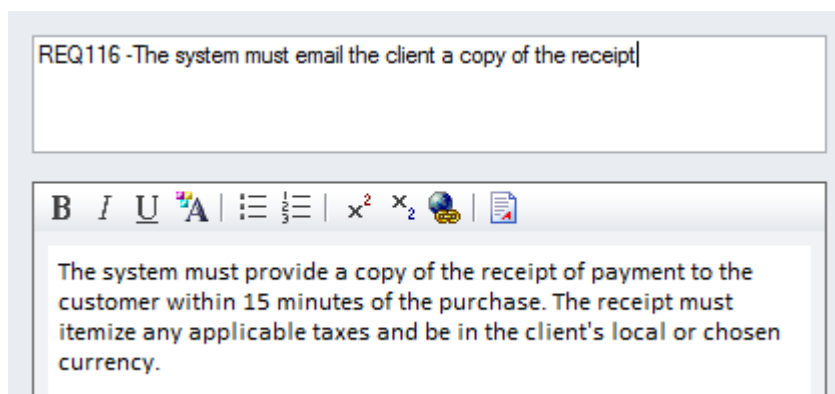 REQ116 -The system must email the client a copy of the receipt
B I U A x² x₂
The system must provide a copy of the receipt of payment to the
customer within 15 minutes of the purchase. The receipt must
itemize any applicable taxes and be in the client's local or chosen
currency.